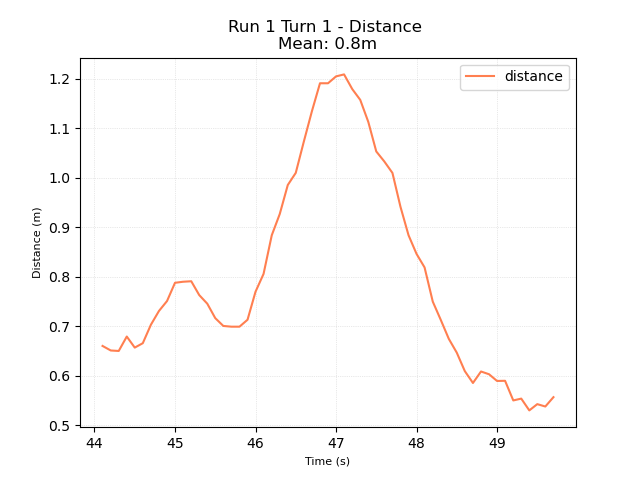 Run 1 Turn 1 - Distance
Mean: 0.8m
distance
1.2
1.1
1.0
0.9
0.8
0.7
0.6
0.5
Distance (m)
44 45 46 47 48 49
Time (s)